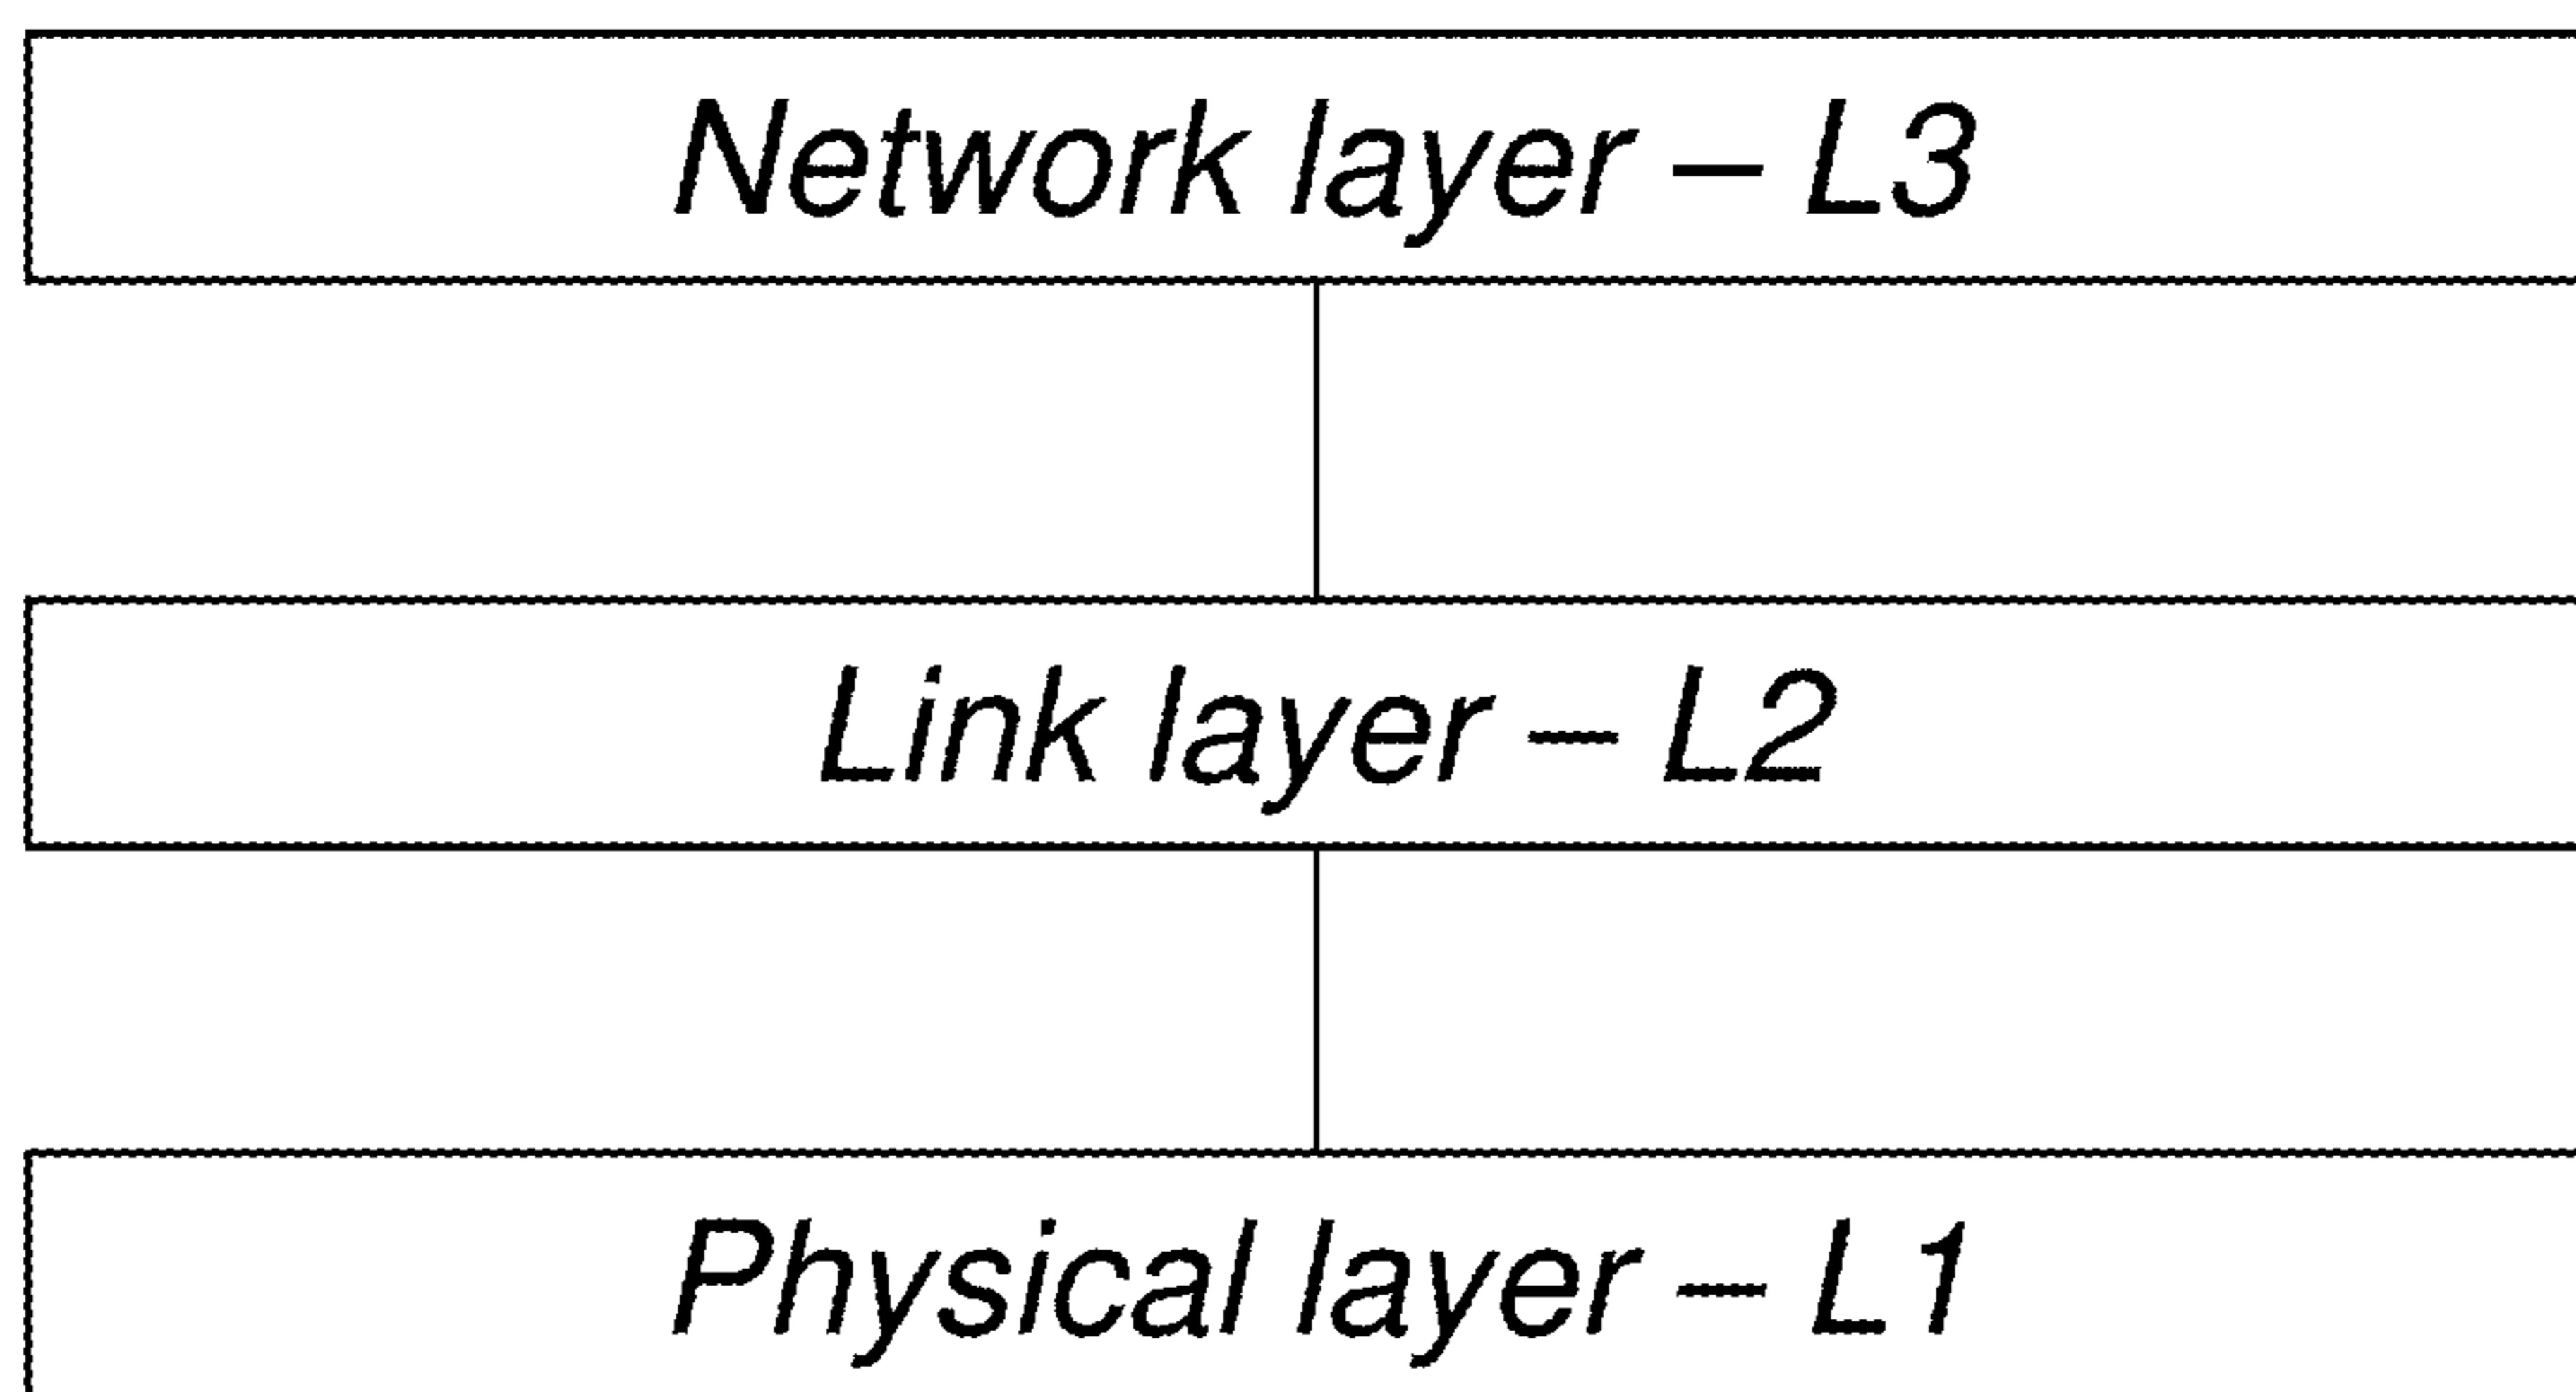 Network layer – L3
Link layer – L2
Physical layer – L1